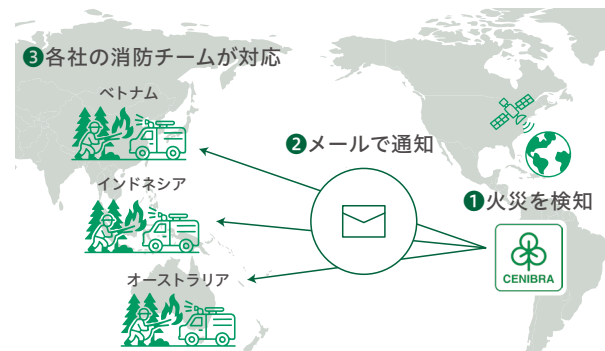 ❸各社の消防チームが対応
ベトナム
❷メールで通知
インドネシア
❶火災を検知
オーストラリア
CENIBRA